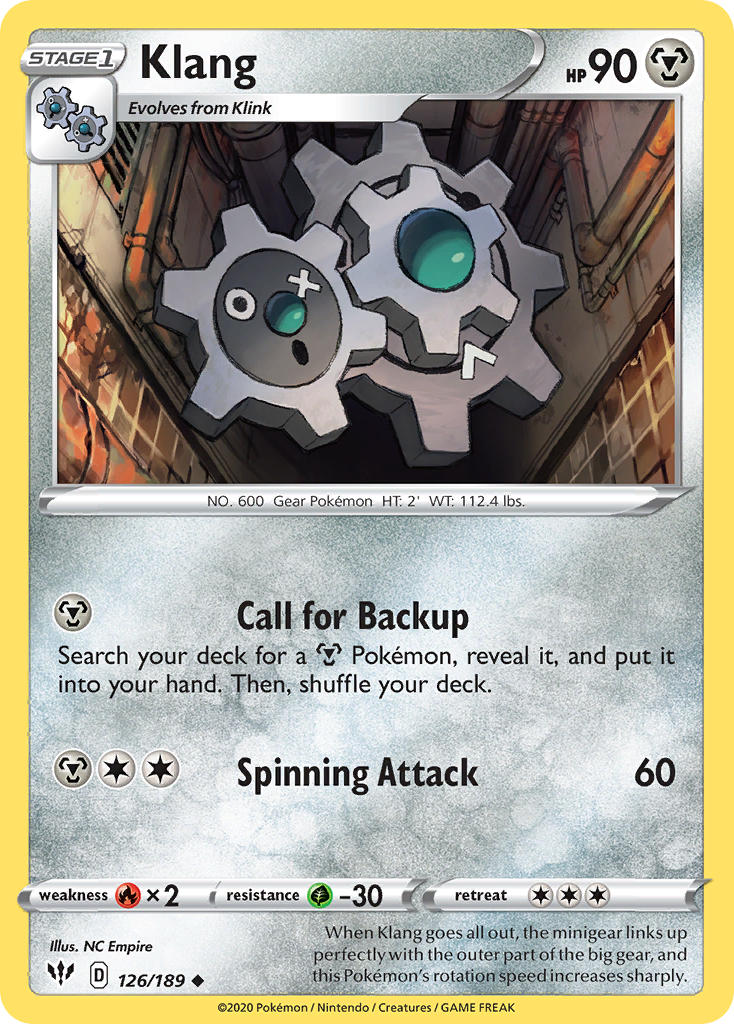 STAGE1
Klang
HP 90
Evolves from Klink
NO. 600 Gear Pokémon HT: 2' WT: 112.4 lbs.
Call for Backup
Search your deck for a Pokémon, reveal it, and put it
into your hand. Then, shuffle your deck.
Spinning Attack 60
weakness ×2 resistance -30 retreat
Illus. NC Empire
When Klang goes all out, the minigear links up
perfectly with the outer part of the big gear, and
this Pokémon's rotation speed increases sharply.
D 126/189
©2020 Pokémon / Nintendo / Creatures / GAME FREAK